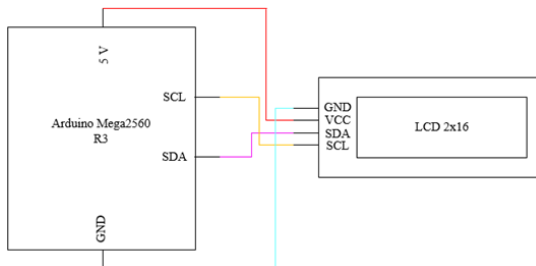 5 V
SCL
Arduino Mega2560
R3
SDA
GND
GND
VCC
SDA
SCL
LCD 2x16